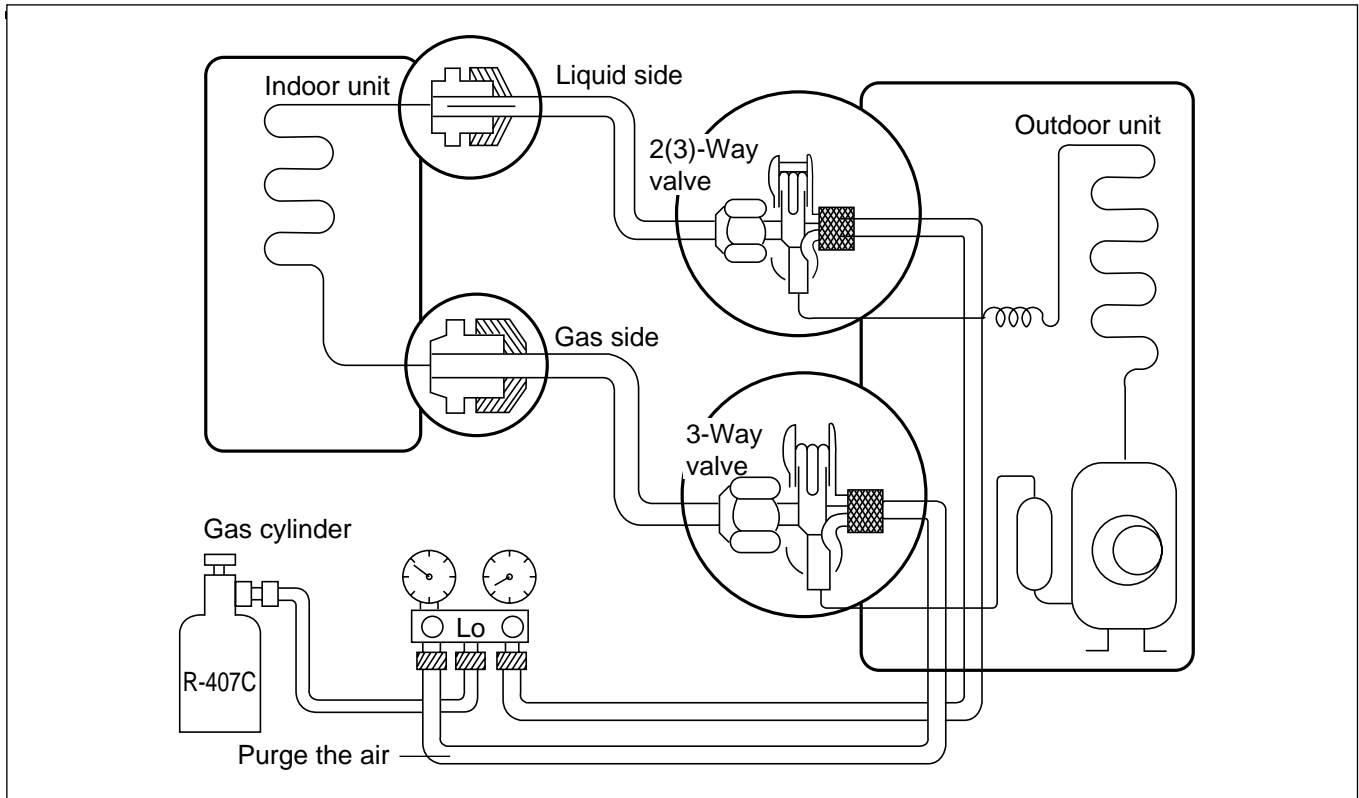 Indoor unit
Liquid side
2(3)-Way
valve
Outdoor unit
Gas side
3-Way
valve
Gas cylinder
Lo
R-407C
Purge the air